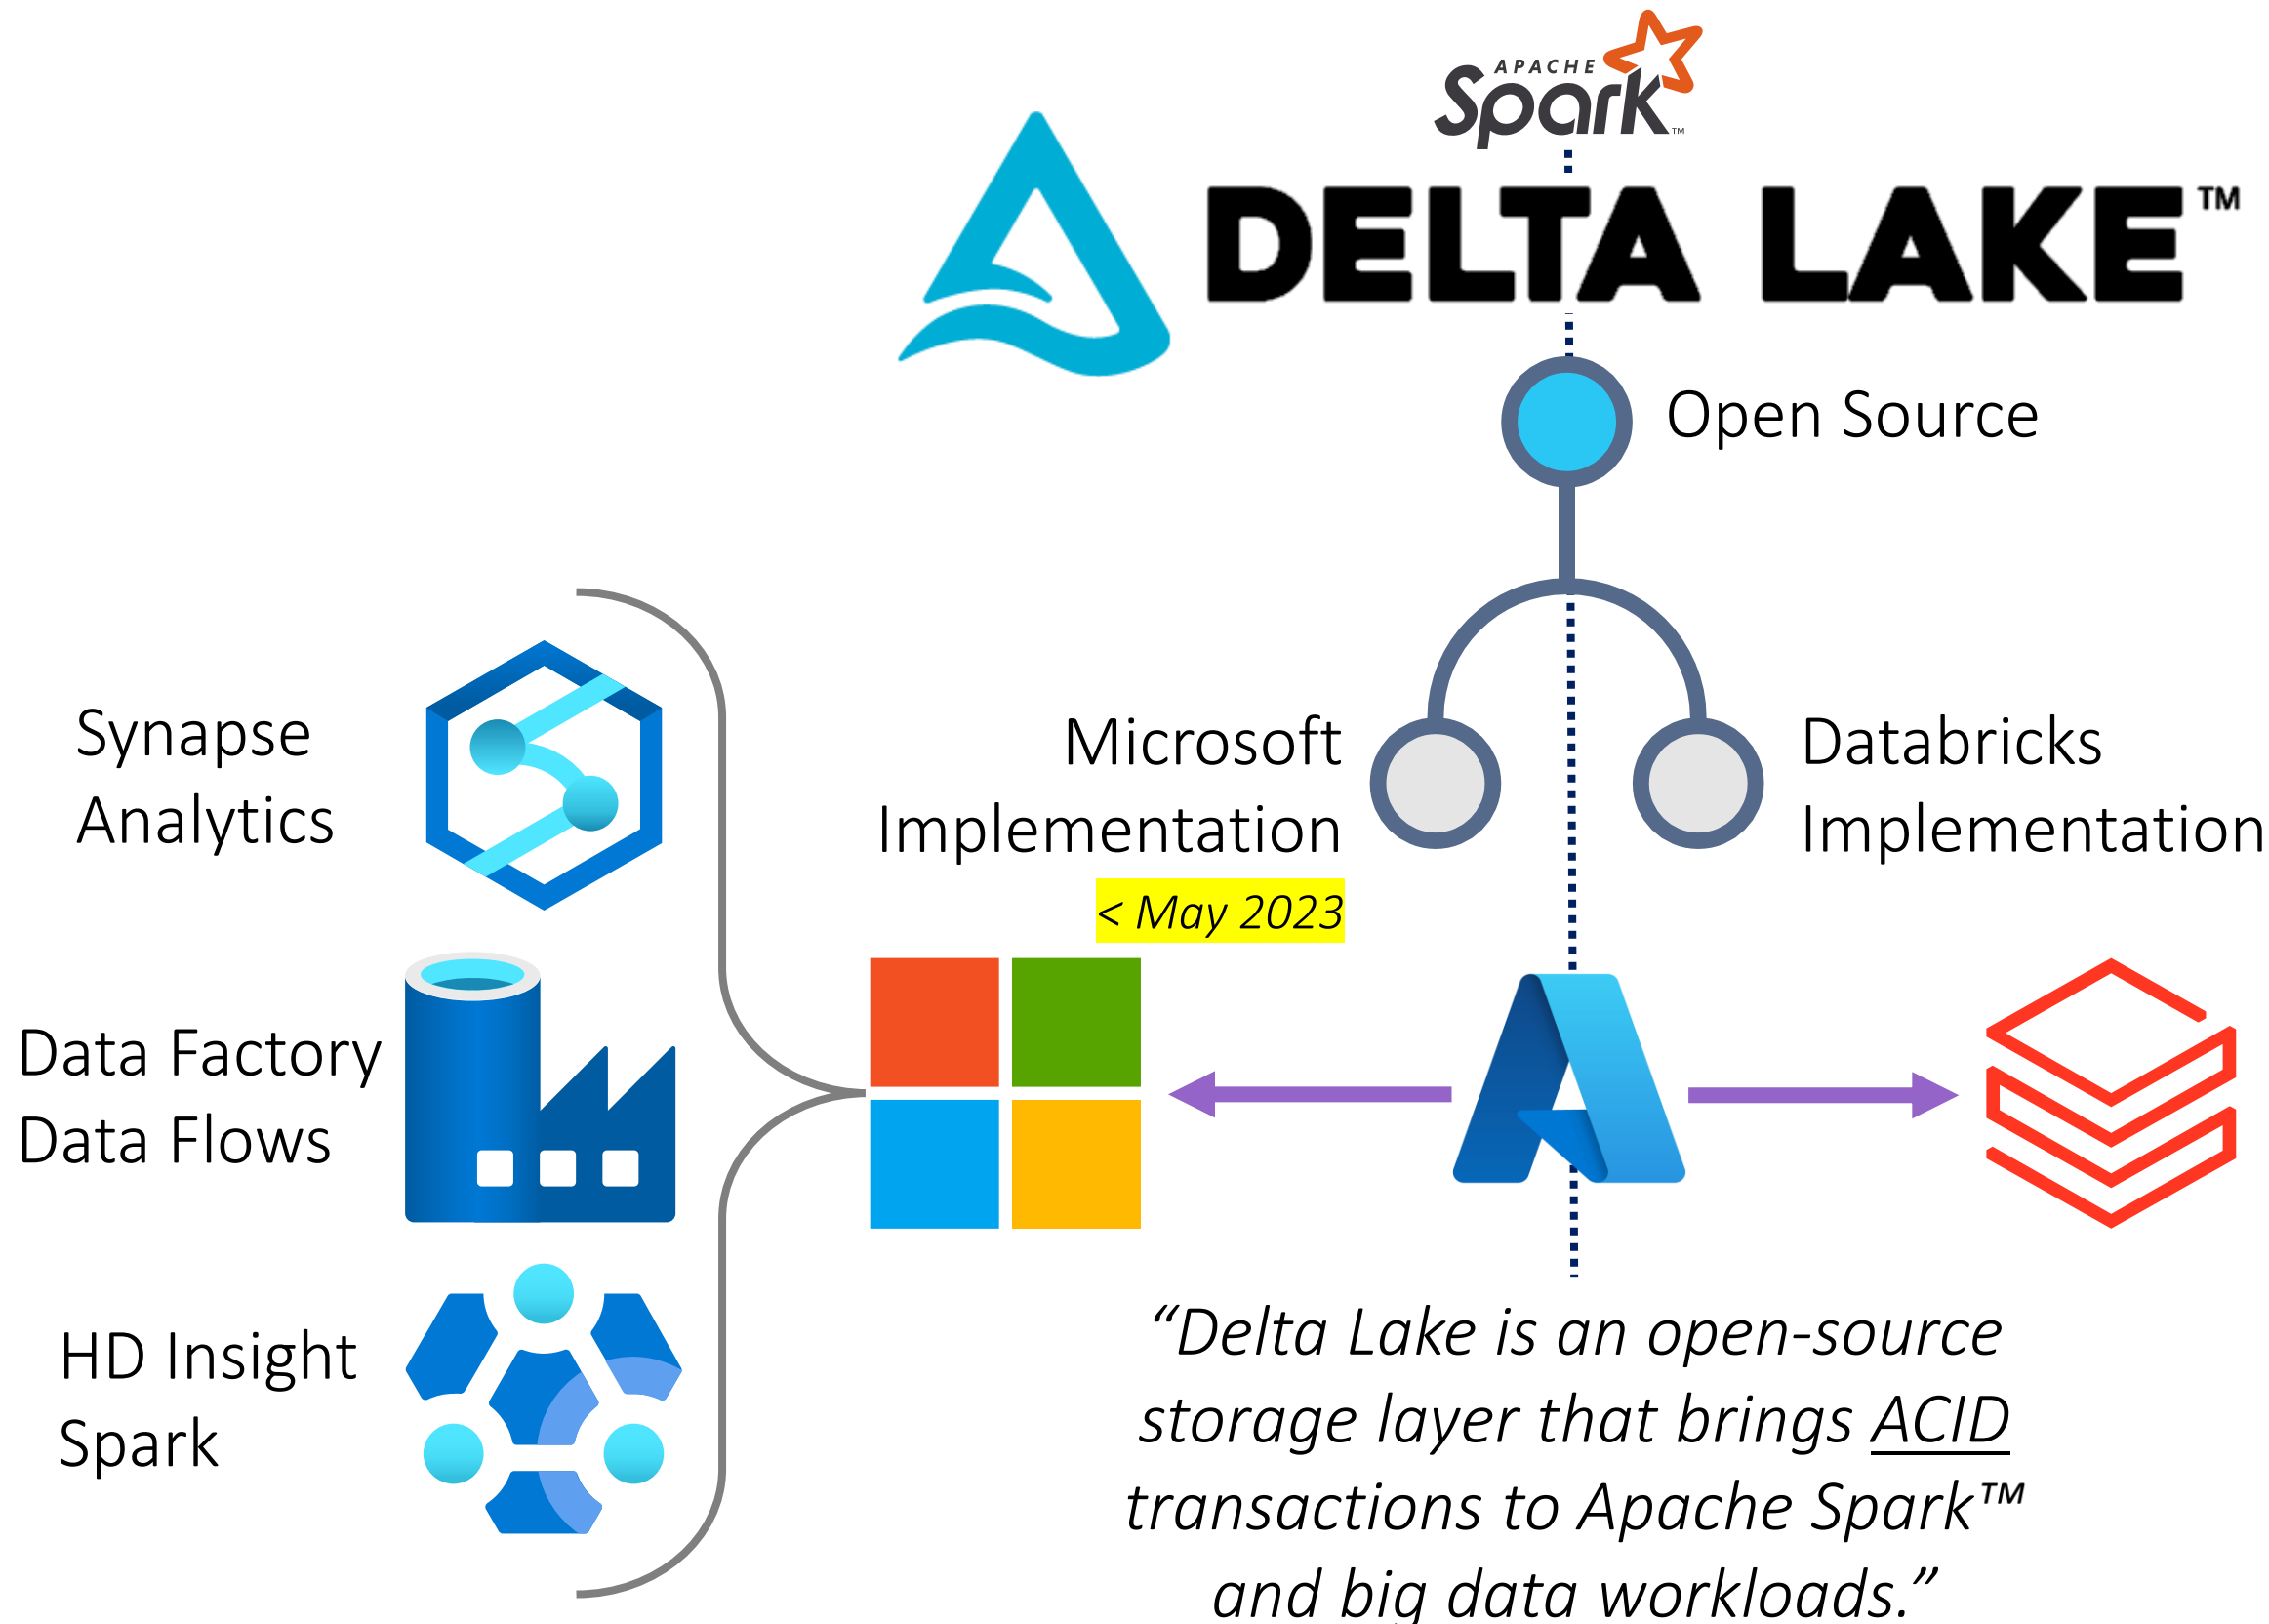 APACHE
Spark™
DELTA LAKE™
Open Source
Microsoft
Implementation
< May 2023
Databricks
Implementation
Synapse
Analytics
Data Factory
Data Flows
HD Insight
Spark
“Delta Lake is an open-source
storage layer that brings ACID
transactions to Apache Spark™
and big data workloads.”